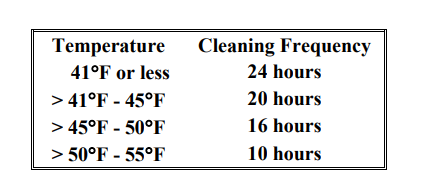 Temperature Cleaning Frequency
41°F or less 24 hours
> 41°F - 45°F 20 hours
> 45°F - 50°F 16 hours
> 50°F - 55°F 10 hours